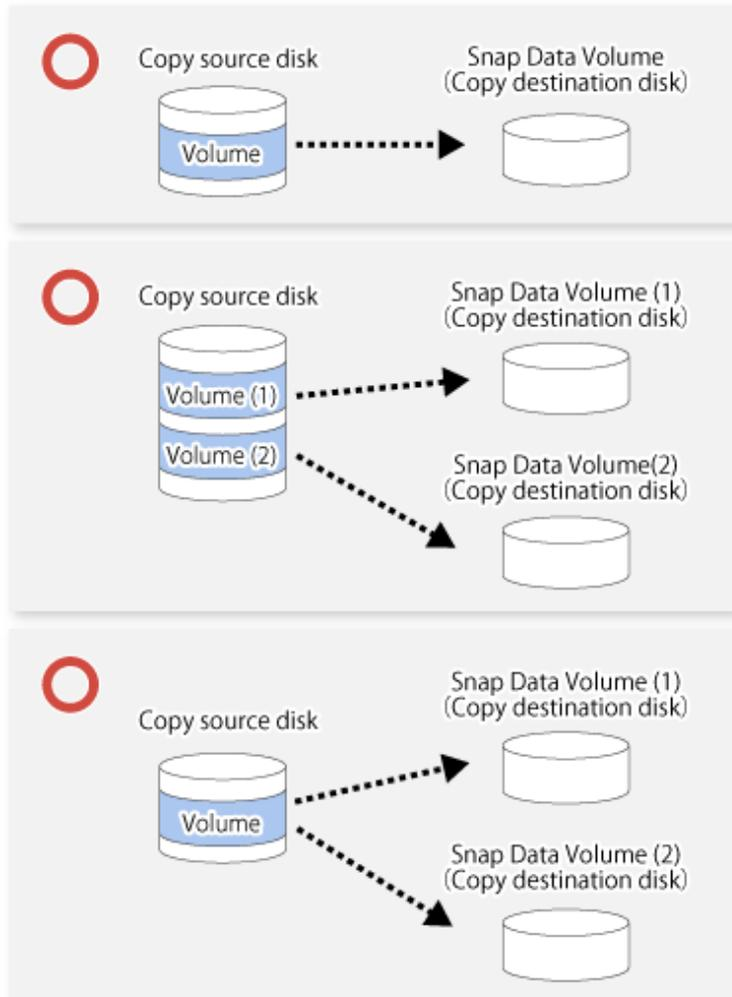 Copy source disk
Snap Data Volume
(Copy destination disk)
Volume
Copy source disk
Snap Data Volume (1)
(Copy destination disk)
Volume (1)
Volume (2)
Snap Data Volume(2)
(Copy destination disk)
Copy source disk
Snap Data Volume (1)
(Copy destination disk)
Volume
Snap Data Volume (2)
(Copy destination disk)